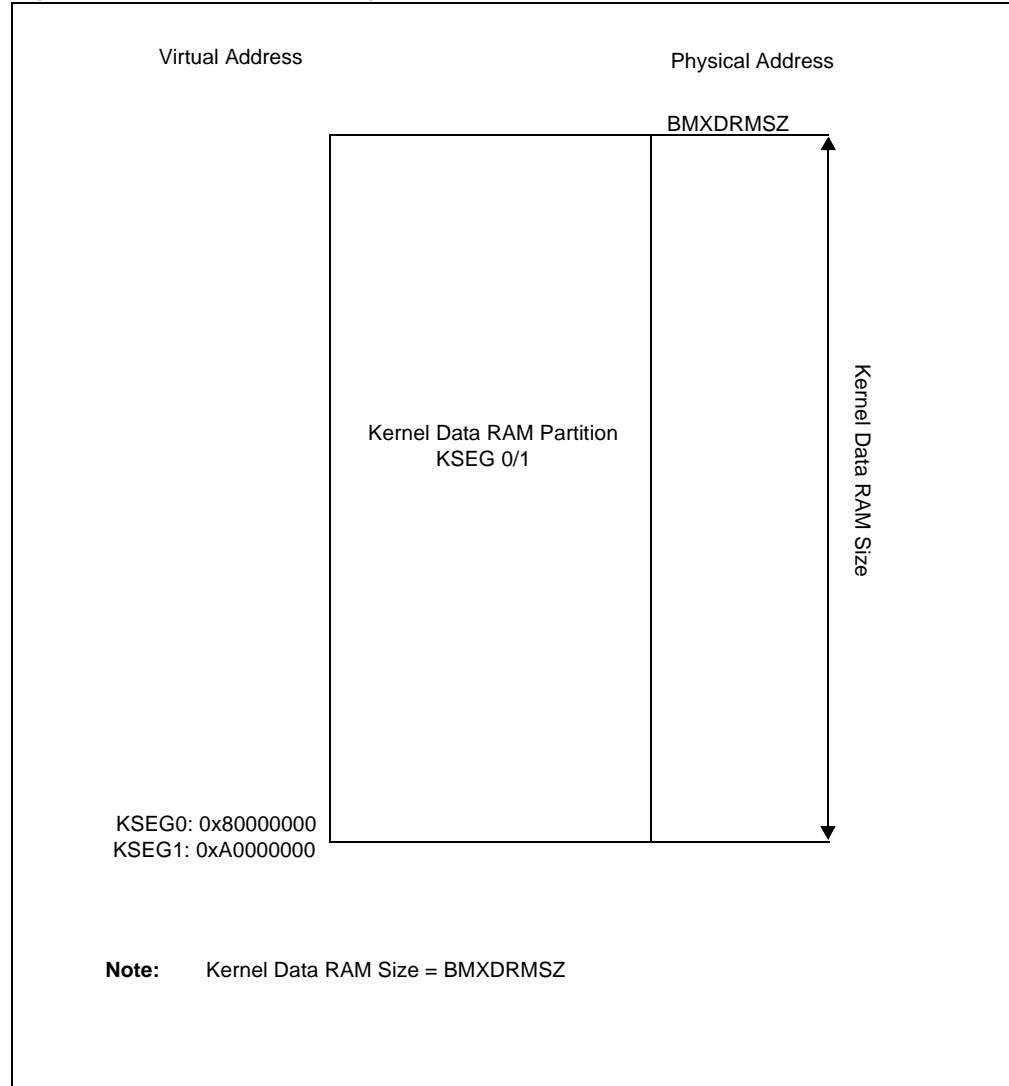 Virtual Address
Physical Address
BMXDRMSZ
Kernel Data RAM Partition
KSEG 0/1
Kernel Data RAM Size
KSEG0: 0x80000000
KSEG1: 0xA0000000
Note: Kernel Data RAM Size = BMXDRMSZ